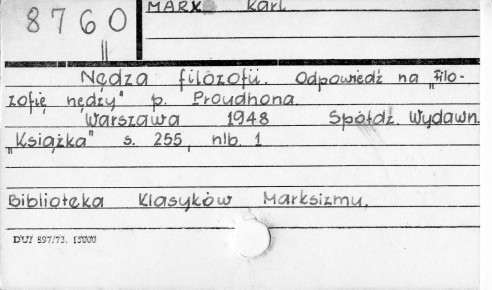 8760
MARX Karl
Nędza filozofii. Odpowiedź na „Filo-
zofię nędzy" p. Proudhona.
Warszawa 1948 Spółdz. Wydawn.
„Książka" s. 255, nlb. 1
Biblioteka Klasyków Marksizmu.
DUJ 897/73. 15000